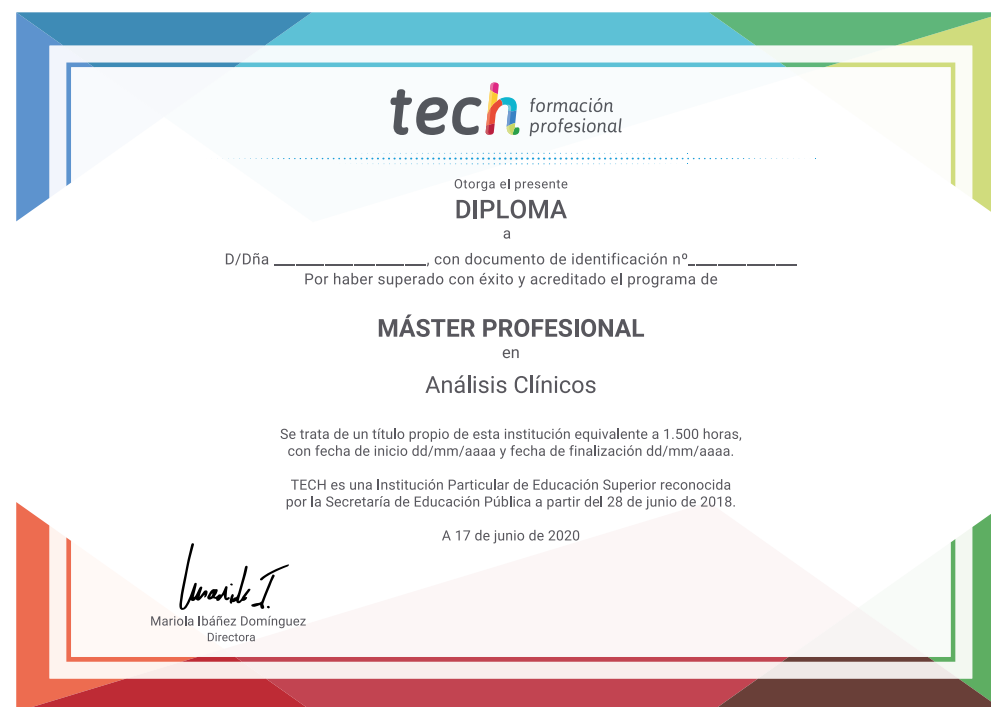 tech formación
profesional
Otorga el presente
DIPLOMA
a
D/Dña ____________________, con documento de identificación nº______________
Por haber superado con éxito y acreditado el programa de
MÁSTER PROFESIONAL
en
Análisis Clínicos
Se trata de un título propio de esta institución equivalente a 1.500 horas,
con fecha de inicio dd/mm/aaaa y fecha de finalización dd/mm/aaaa.
TECH es una Institución Particular de Educación Superior reconocida
por la Secretaría de Educación Pública a partir del 28 de junio de 2018.
A 17 de junio de 2020
Mariola Ibáñez Domínguez
Directora